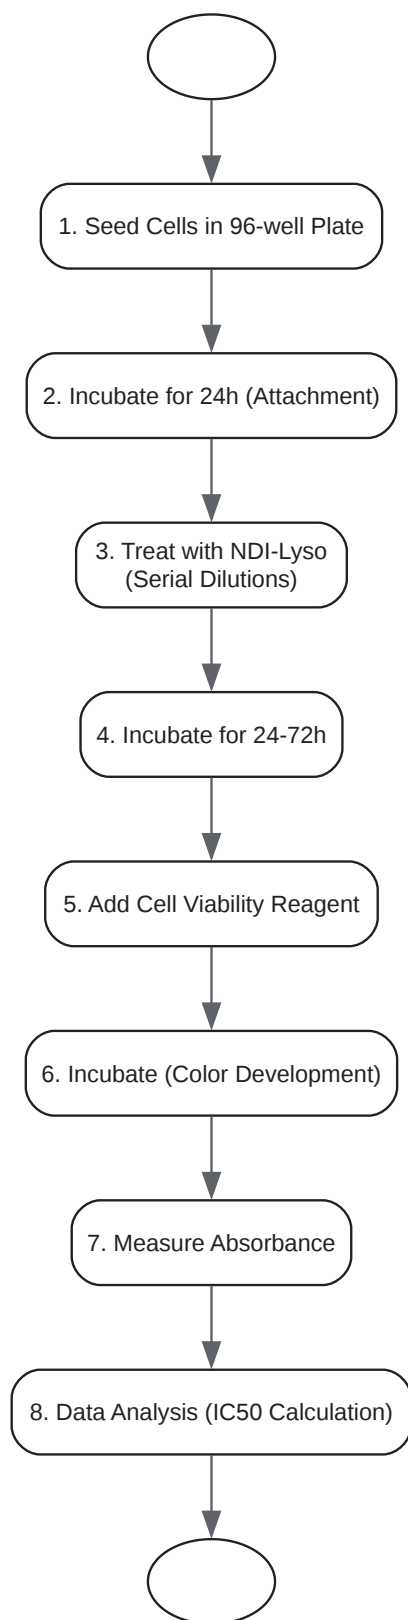 1. Seed Cells in 96-well Plate
2. Incubate for 24h (Attachment)
3. Treat with NDI-Lyso
(Serial Dilutions)
4. Incubate for 24-72h
5. Add Cell Viability Reagent
6. Incubate (Color Development)
7. Measure Absorbance
8. Data Analysis (IC50 Calculation)